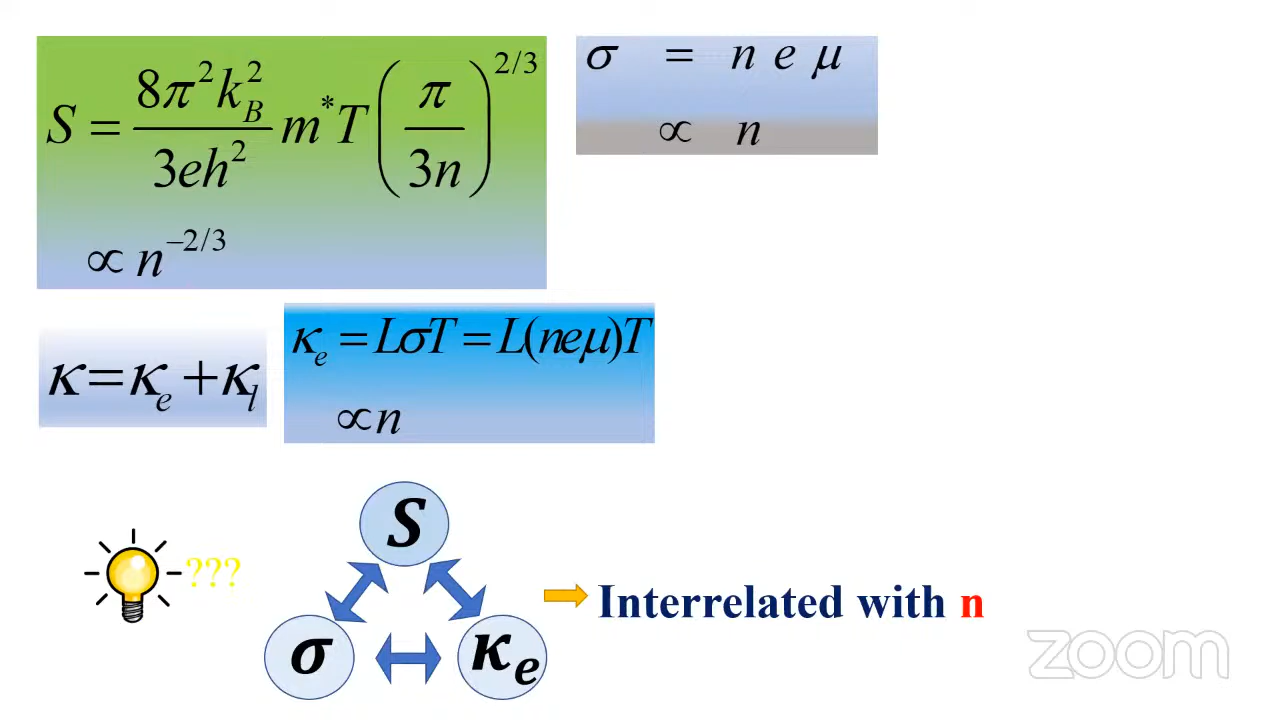 S = 8π²k_B² / 3eh² m*T (π / 3n)^2/3
∝ n^−2/3
σ = n e μ
∝ n
κ=κ_e+κ_l
κ_e = LσT = L(neμ)T
∝n
S
???
σ
κ_e
Interrelated with n
zoom